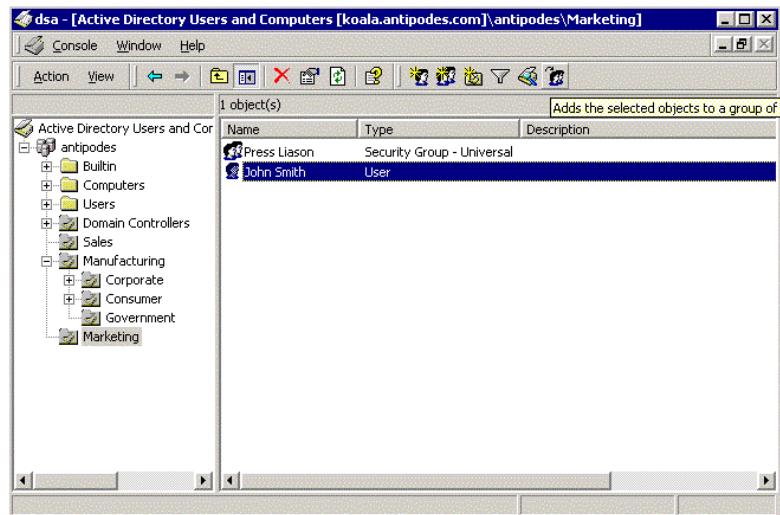 dsa - [Active Directory Users and Computers [koala.antipodes.com]\antipodes\Marketing]
Console Window Help
Action View
1 object(s)
Adds the selected objects to a group of
Active Directory Users and Cor
Name Type Description
antipodes
Press Liason Security Group - Universal
Builtin
John Smith User
Computers
Users
Domain Controllers
Sales
Manufacturing
Corporate
Consumer
Government
Marketing